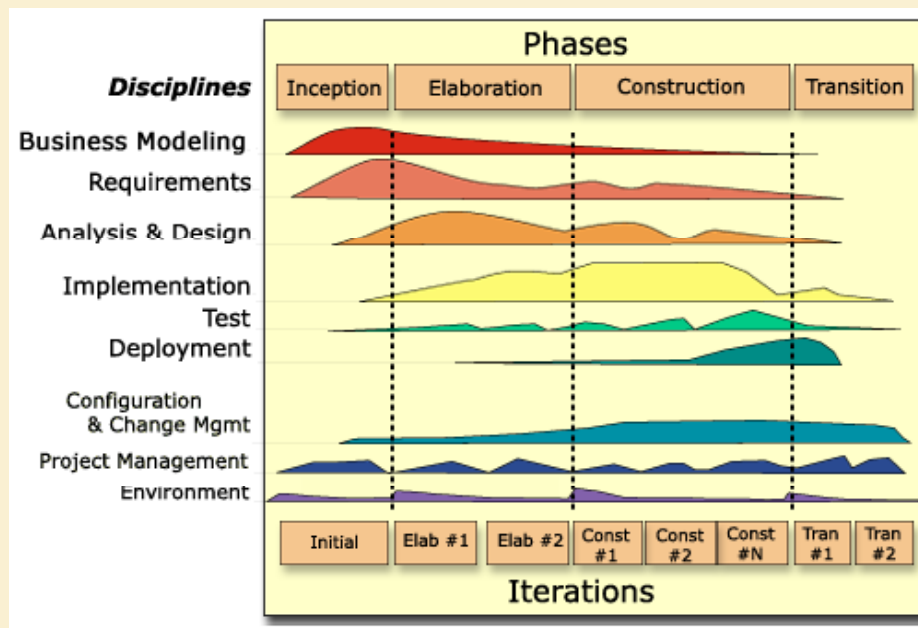 Phases
Disciplines
Inception
Elaboration
Construction
Transition
Business Modeling
Requirements
Analysis & Design
Implementation
Test
Deployment
Configuration
& Change Mgmt
Project Management
Environment
Initial
Elab #1
Elab #2
Const
#1
Const
#2
Const
#N
Tran
#1
Tran
#2
Iterations